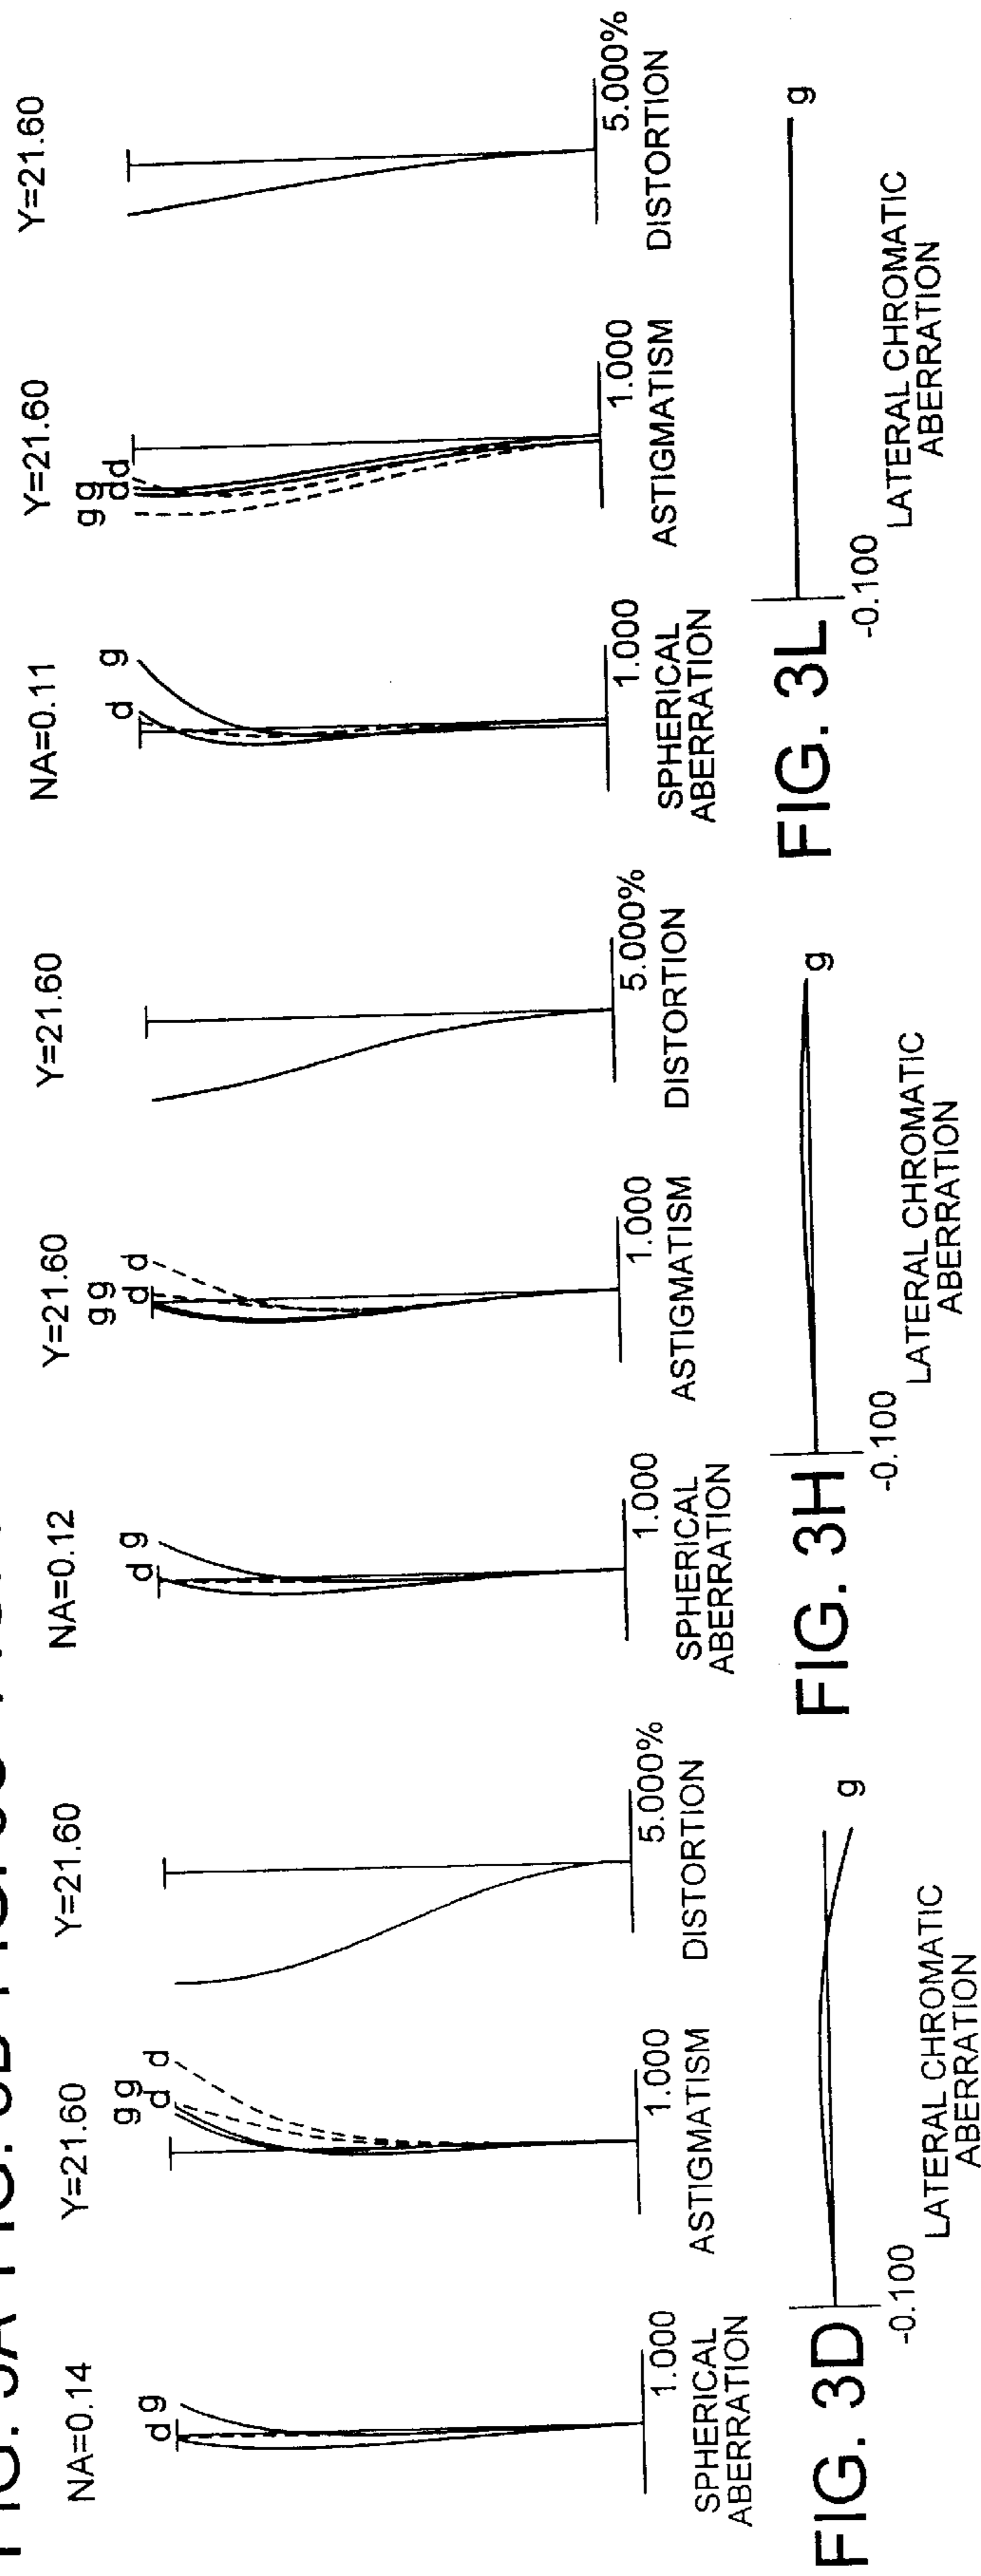 NA=0.14
d g
1.000
SPHERICAL
ABERRATION
Y=21.60
g g
d d
1.000
ASTIGMATISM
Y=21.60
5.000%
DISTORTION
FIG. 3D
-0.100
g
LATERAL CHROMATIC
ABERRATION
NA=0.12
d g
1.000
SPHERICAL
ABERRATION
Y=21.60
g g
d d
1.000
ASTIGMATISM
Y=21.60
5.000%
DISTORTION
FIG. 3H
-0.100
g
LATERAL CHROMATIC
ABERRATION
NA=0.11
d g
1.000
SPHERICAL
ABERRATION
Y=21.60
g g
d d
1.000
ASTIGMATISM
Y=21.60
5.000%
DISTORTION
FIG. 3L
-0.100
g
LATERAL CHROMATIC
ABERRATION